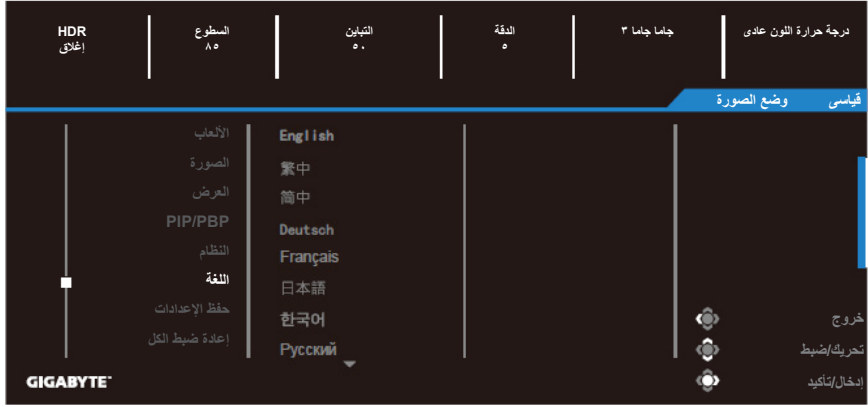 درجة حرارة اللون عادى
جاما جاما ٣
الدقة
٥
التباين
٥٠
السطوع
٨٥
HDR
إغلاق
قياسى وضع الصورة
الألعاب
الصورة
العرض
PIP/PBP
النظام
اللغة
حفظ الإعدادات
إعادة ضبط الكل
English
繁中
简中
Deutsch
Français
日本語
한국어
Русский
خروج
تحريك/ضبط
إدخال/تأكيد
GIGABYTE™